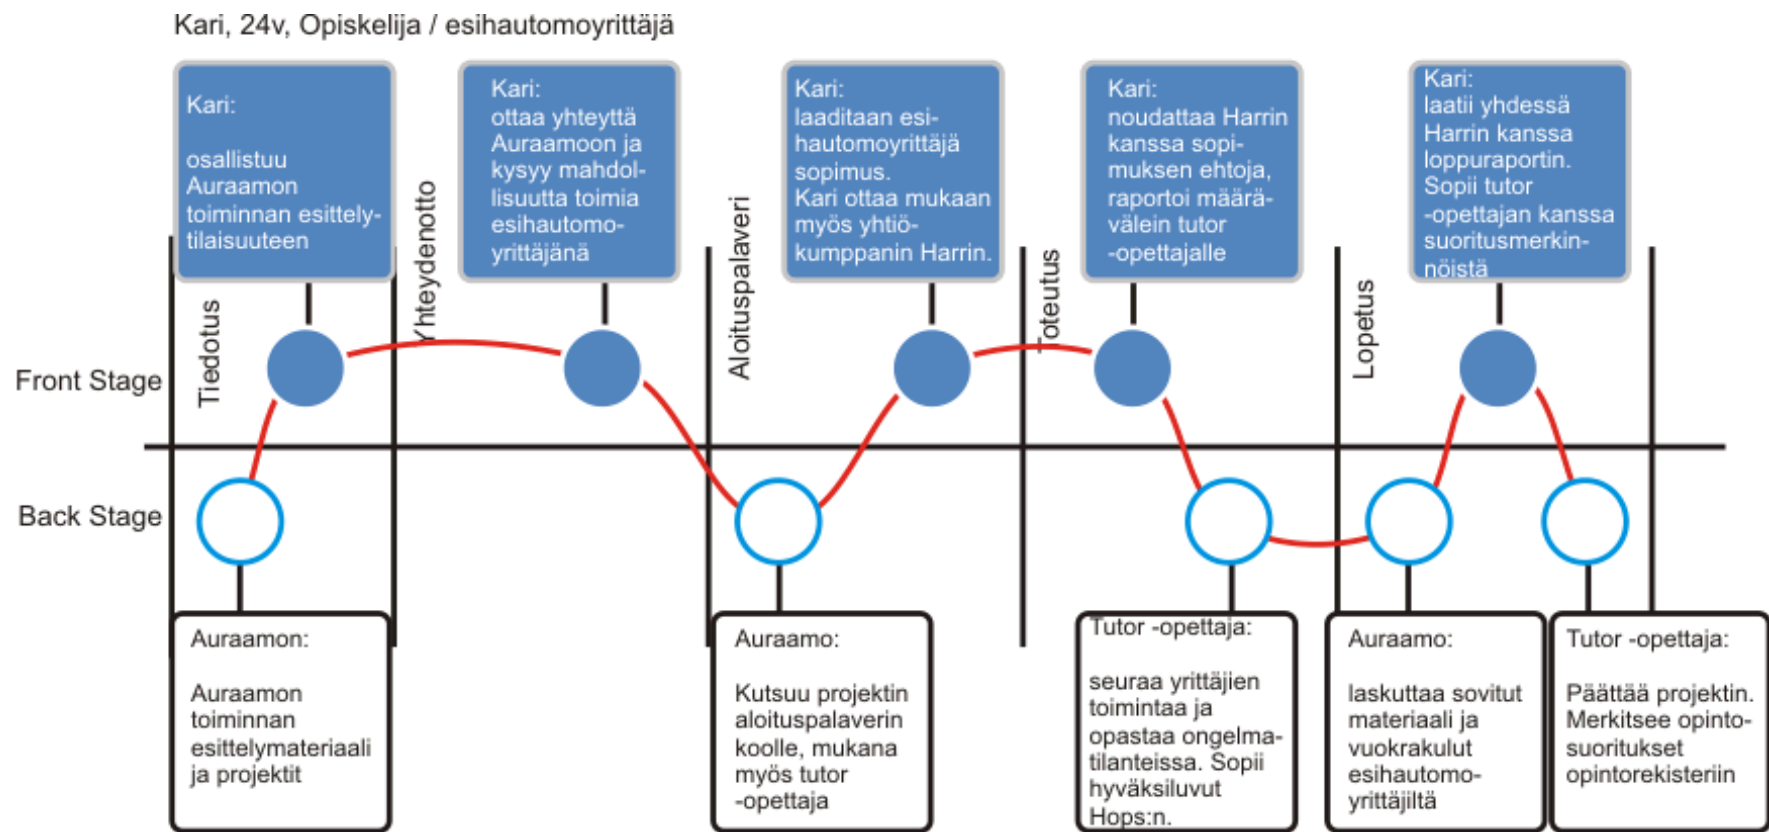 Kari, 24v, Opiskelija / esihautomoyrittäjä
Kari:
osallistuu
Auraamon
toiminnan esittely-
tilaisuuteen
Kari:
ottaa yhteyttä
Auraamoon ja
kysyy mahdol-
lisuutta toimia
esihautomo-
yrittäjänä
Kari:
laaditaan esi-
hautomoyrittäjä
sopimus.
Kari ottaa mukaan
myös yhtiö-
kumppanin Harrin.
Kari:
noudattaa Harrin
kanssa sopi-
muksen ehtoja,
raportoi määrä-
välein tutor
-opettajalle
Kari:
laatii yhdessä
Harrin kanssa
loppuraportin.
Sopii tutor
-opettajan kanssa
suoritusmerkin-
nöistä
Tiedotus
Yhteydenotto
Aloituspalaveri
Toteutus
Lopetus
Front Stage
Back Stage
Auraamon:
Auraamon
toiminnan
esittelymateriaali
ja projektit
Auraamo:
Kutsuu projektin
aloituspalaverin
koolle, mukana
myös tutor
-opettaja
Tutor -opettaja:
seuraa yrittäjien
toimintaa ja
opastaa ongelma-
tilanteissa. Sopii
hyväksiluvut
Hops:n.
Auraamo:
laskuttaa sovitut
materiaali ja
vuokrakulut
esihautomo-
yrittäjiltä
Tutor -opettaja:
Päättää projektin.
Merkitsee opinto-
suoritukset
opintorekisteriin